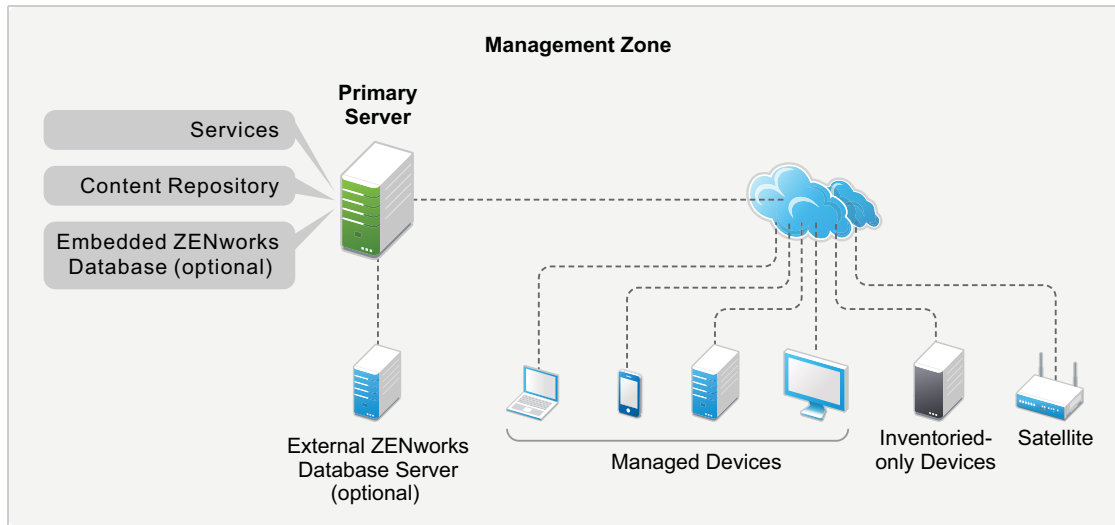 Management Zone
Primary
Server
Services
Content Repository
Embedded ZENworks
Database (optional)
External ZENworks
Database Server
(optional)
Managed Devices
Inventoried-
only Devices
Satellite